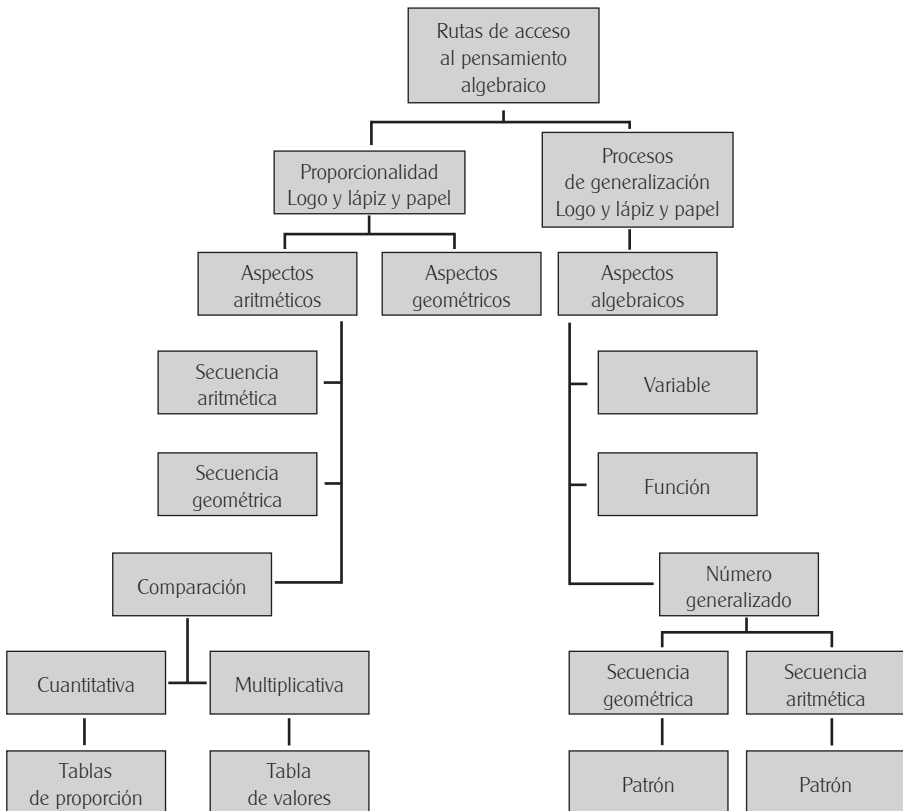 Rutas de acceso
al pensamiento
algebraico
Proporcionalidad
Logo y lápiz y papel
Procesos
de generalización
Logo y lápiz y papel
Aspectos
aritméticos
Aspectos
geométricos
Aspectos
algebraicos
Secuencia
aritmética
Variable
Secuencia
geométrica
Función
Comparación
Número
generalizado
Cuantitativa
Multiplicativa
Secuencia
geométrica
Secuencia
aritmética
Tablas
de proporción
Tabla
de valores
Patrón
Patrón